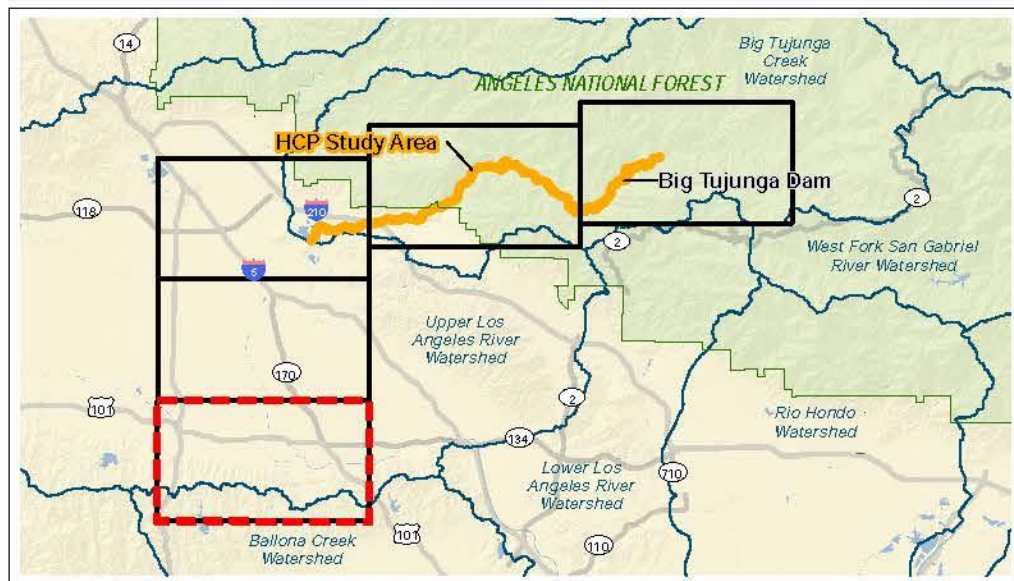 14
Big Tujunga
Creek
Watershed
ANGELES NATIONAL FOREST
HCP Study Area
Big Tujunga Dam
2
118
210
2
West Fork San Gabriel
River Watershed
5
Upper Los
Angeles River
Watershed
170
101
2
Rio Hondo
Watershed
134
Lower Los
Angeles River
Watershed
710
Ballona Creek
Watershed
101
110